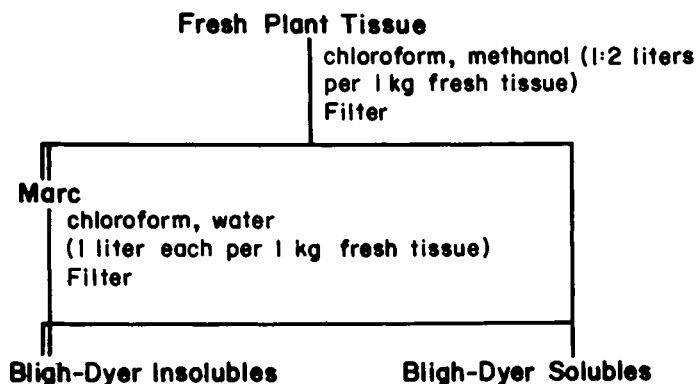 Fresh Plant Tissue
chloroform, methanol (1:2 liters
per 1 kg fresh tissue)
Filter
Marc
chloroform, water
(1 liter each per 1 kg fresh tissue)
Filter
Bligh-Dyer Insolubles
Bligh-Dyer Solubles